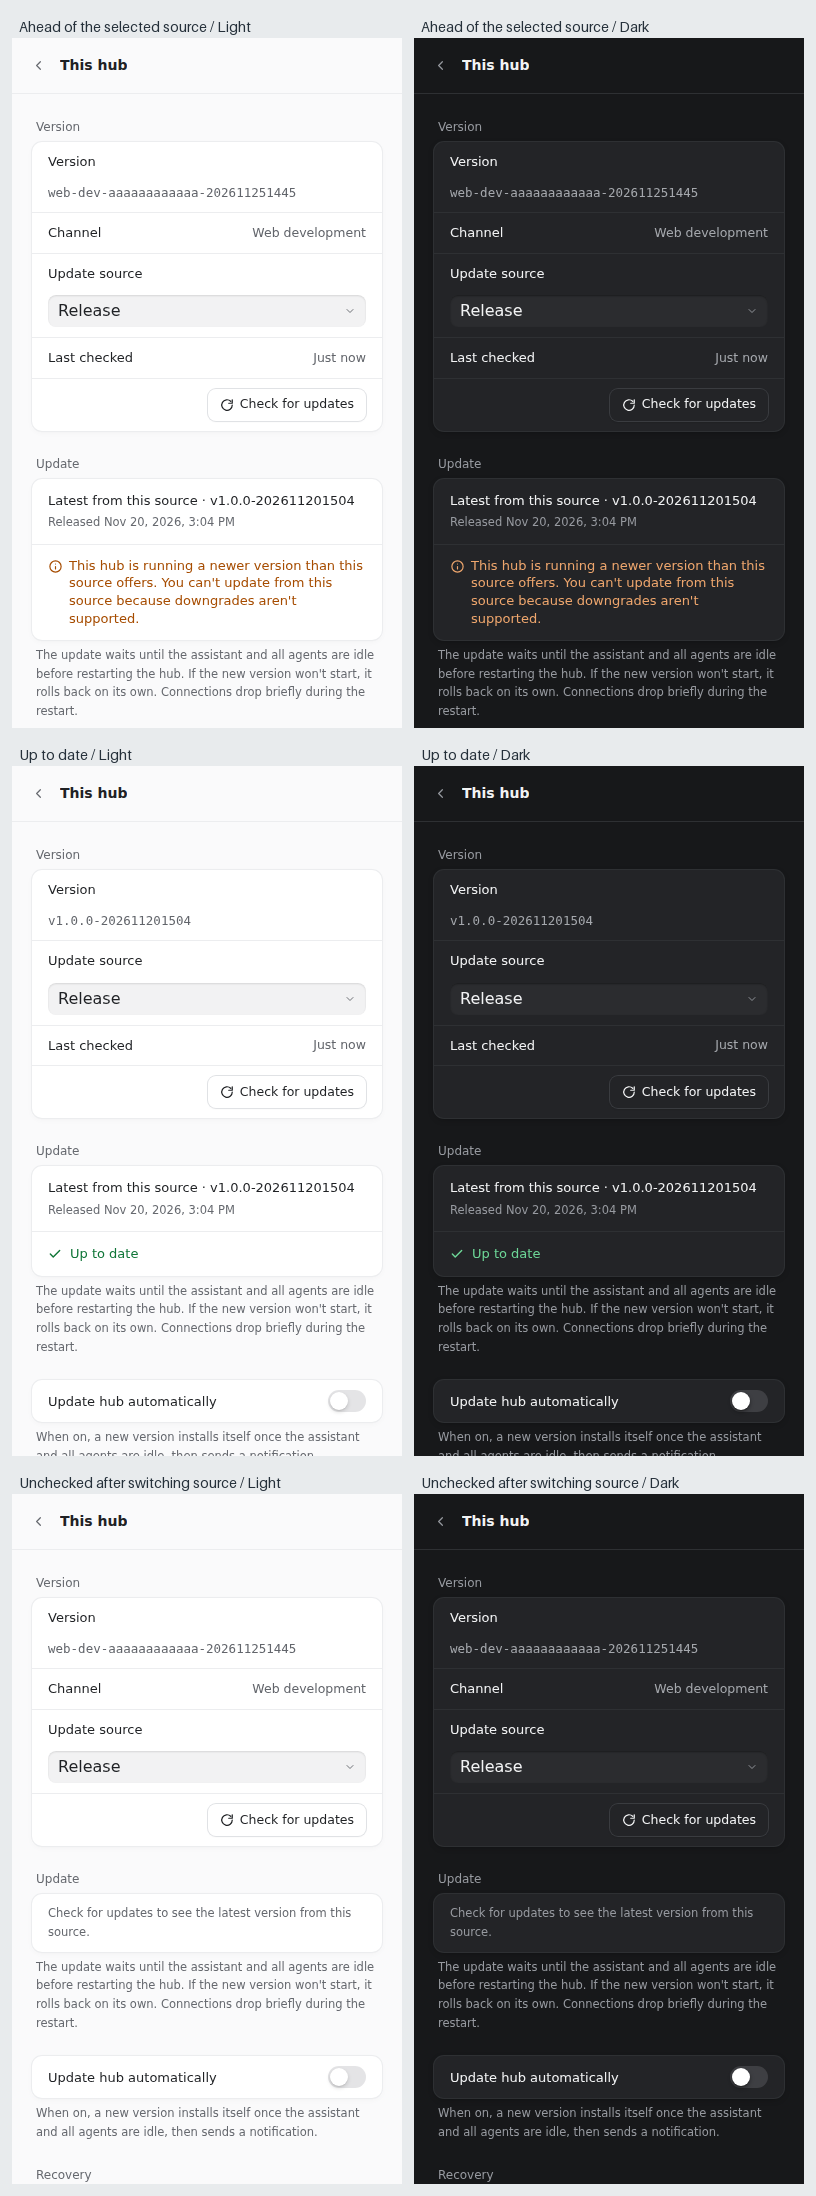 Ahead of the selected source / Light
This hub
Version
Version
web-dev-aaaaaaaaaaaa-202611251445
Channel
Web development
Update source
Release
Last checked
Just now
Check for updates
Update
Latest from this source · v1.0.0-202611201504
Released Nov 20, 2026, 3:04 PM
This hub is running a newer version than this
source offers. You can't update from this
source because downgrades aren't
supported.
The update waits until the assistant and all agents are idle
before restarting the hub. If the new version won't start, it
rolls back on its own. Connections drop briefly during the
restart.
Ahead of the selected source / Dark
This hub
Version
Version
web-dev-aaaaaaaaaaaa-202611251445
Channel
Web development
Update source
Release
Last checked
Just now
Check for updates
Update
Latest from this source · v1.0.0-202611201504
Released Nov 20, 2026, 3:04 PM
This hub is running a newer version than this
source offers. You can't update from this
source because downgrades aren't
supported.
The update waits until the assistant and all agents are idle
before restarting the hub. If the new version won't start, it
rolls back on its own. Connections drop briefly during the
restart.
Up to date / Light
This hub
Version
Version
v1.0.0-202611201504
Update source
Release
Last checked
Just now
Check for updates
Update
Latest from this source · v1.0.0-202611201504
Released Nov 20, 2026, 3:04 PM
Up to date
The update waits until the assistant and all agents are idle
before restarting the hub. If the new version won't start, it
rolls back on its own. Connections drop briefly during the
restart.
Update hub automatically
When on, a new version installs itself once the assistant
and all agents are idle, then sends a notification.
Up to date / Dark
This hub
Version
Version
v1.0.0-202611201504
Update source
Release
Last checked
Just now
Check for updates
Update
Latest from this source · v1.0.0-202611201504
Released Nov 20, 2026, 3:04 PM
Up to date
The update waits until the assistant and all agents are idle
before restarting the hub. If the new version won't start, it
rolls back on its own. Connections drop briefly during the
restart.
Update hub automatically
When on, a new version installs itself once the assistant
and all agents are idle, then sends a notification.
Unchecked after switching source / Light
This hub
Version
Version
web-dev-aaaaaaaaaaaa-202611251445
Channel
Web development
Update source
Release
Check for updates
Update
Check for updates to see the latest version from this
source.
The update waits until the assistant and all agents are idle
before restarting the hub. If the new version won't start, it
rolls back on its own. Connections drop briefly during the
restart.
Update hub automatically
When on, a new version installs itself once the assistant
and all agents are idle, then sends a notification.
Recovery
Unchecked after switching source / Dark
This hub
Version
Version
web-dev-aaaaaaaaaaaa-202611251445
Channel
Web development
Update source
Release
Check for updates
Update
Check for updates to see the latest version from this
source.
The update waits until the assistant and all agents are idle
before restarting the hub. If the new version won't start, it
rolls back on its own. Connections drop briefly during the
restart.
Update hub automatically
When on, a new version installs itself once the assistant
and all agents are idle, then sends a notification.
Recovery